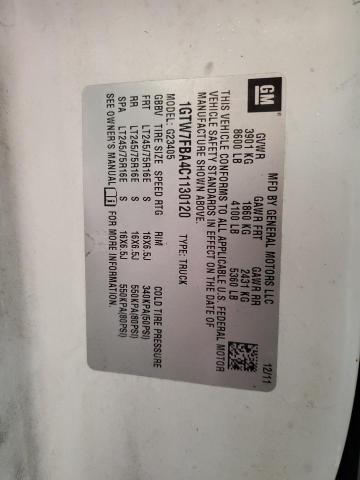 GM
MFD BY GENERAL MOTORS LLC 12/11
GVWR GAWR FRT GAWR RR
3901 KG 1860 KG 2431 KG
8600 LB 4100 LB 5360 LB
THIS VEHICLE CONFORMS TO ALL APPLICABLE U.S. FEDERAL MOTOR
VEHICLE SAFETY STANDARDS IN EFFECT ON THE DATE OF
MANUFACTURE SHOWN ABOVE.
1GTW7FBA4C1130120 TYPE: TRUCK
MODEL: G23405
GBBV TIRE SIZE SPEED RTG RIM COLD TIRE PRESSURE
FRT LT245/75R16E S 16X6.5J 340KPA(50PSI)
RR LT245/75R16E S 16X6.5J 550KPA(80PSI)
SPA LT245/75R16E S 16X6.5J 550KPA(80PSI)
SEE OWNER'S MANUAL FOR MORE INFORMATION